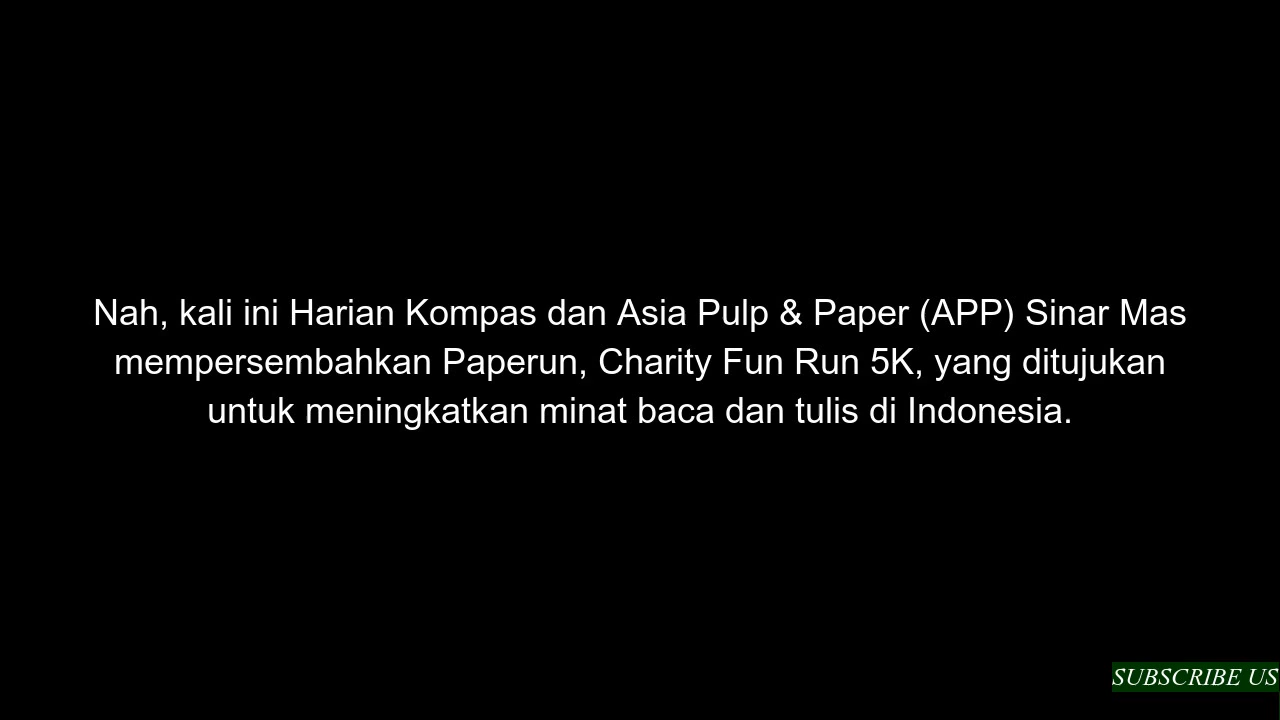 Nah, kali ini Harian Kompas dan Asia Pulp & Paper (APP) Sinar Mas
mempersembahkan Paperun, Charity Fun Run 5K, yang ditujukan
untuk meningkatkan minat baca dan tulis di Indonesia.
SUBSCRIBE US